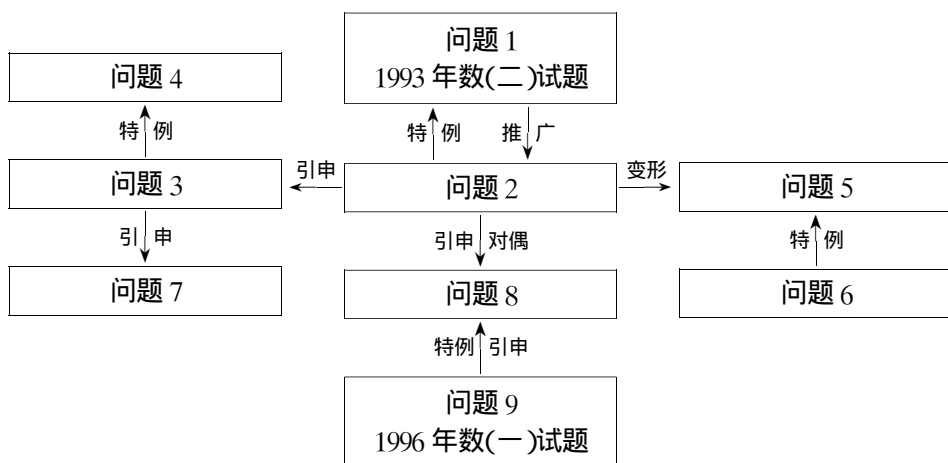 问题 1
1993 年数(二)试题
问题 4
特 例
特 例
推 广
问题 3
引申
问题 2
变形
问题 5
引 申
引申 对偶
特 例
问题 7
问题 8
问题 6
特例 引申
问题 9
1996 年数(一)试题